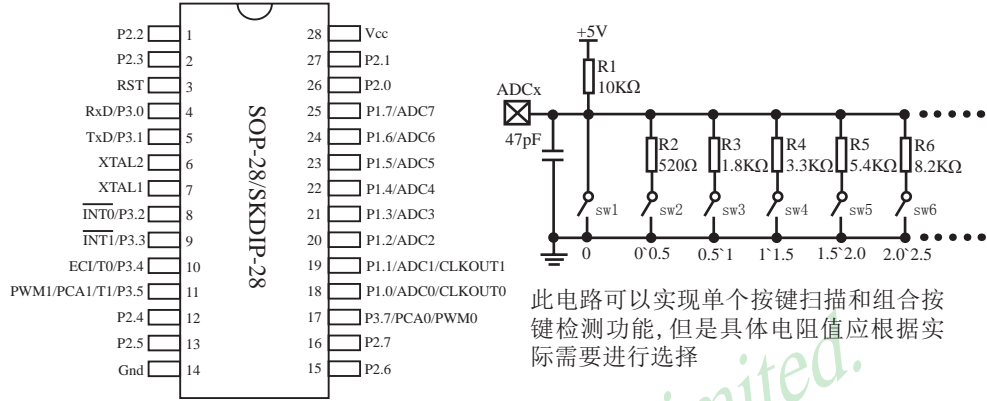 P2.2 1 28 Vcc
P2.3 2 27 P2.1
RST 3 26 P2.0
RxD/P3.0 4 25 P1.7/ADC7
TxD/P3.1 5 24 P1.6/ADC6
XTAL2 6 23 P1.5/ADC5
XTAL1 7 22 P1.4/ADC4
INT0/P3.2 8 21 P1.3/ADC3
INT1/P3.3 9 20 P1.2/ADC2
ECI/T0/P3.4 10 19 P1.1/ADC1/CLKOUT1
PWM1/PCA1/T1/P3.5 11 18 P1.0/ADC0/CLKOUT0
P2.4 12 17 P3.7/PCA0/PWM0
P2.5 13 16 P2.7
Gnd 14 15 P2.6
SOP-28/SKDIP-28
+5V
R1
10KΩ
ADCx
47pF
R2 R3 R4 R5 R6
520Ω 1.8KΩ 3.3KΩ 5.4KΩ 8.2KΩ
sw1 sw2 sw3 sw4 sw5 sw6
0 0`0.5 0.5`1 1`1.5 1.5`2.0 2.0`2.5
此电路可以实现单个按键扫描和组合按
键检测功能,但是具体电阻值应根据实
际需要进行选择
imited.